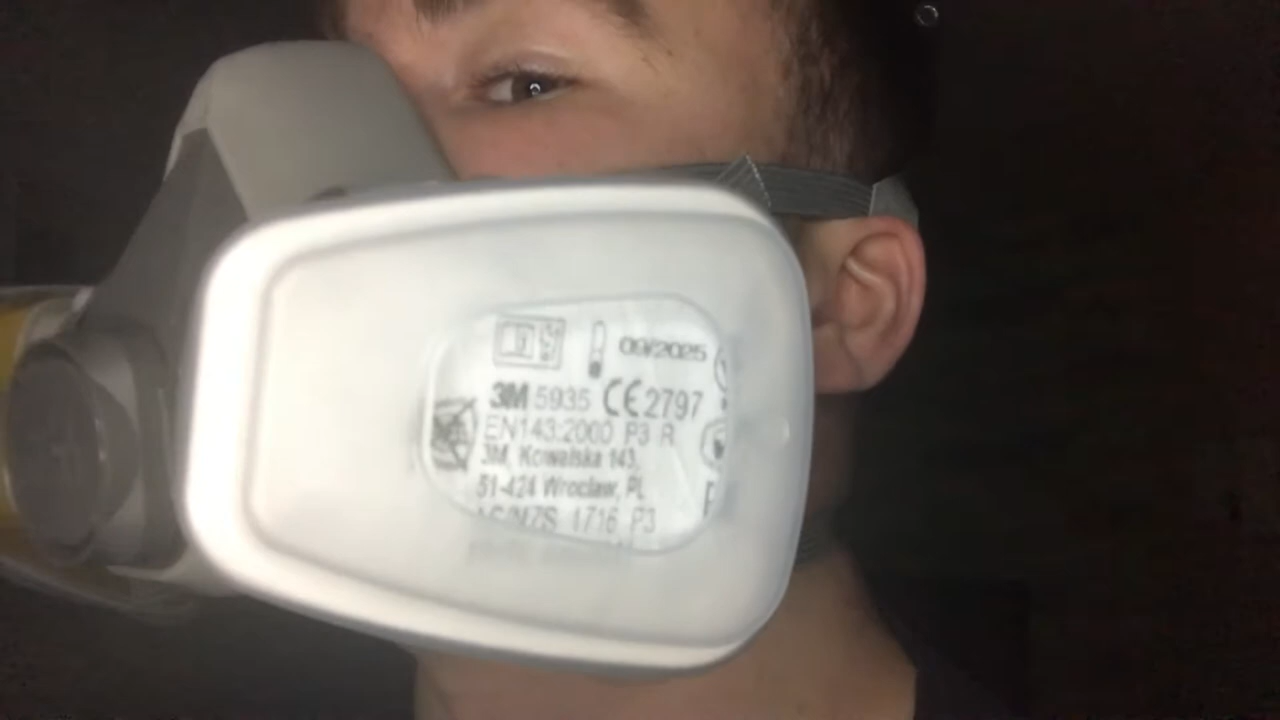 09/2025
3M 5935 CE 2797
EN143:2000 P3 R
3M, Kowalska 143,
51-424 Wroclaw, PL
AS/NZS 1716 P3